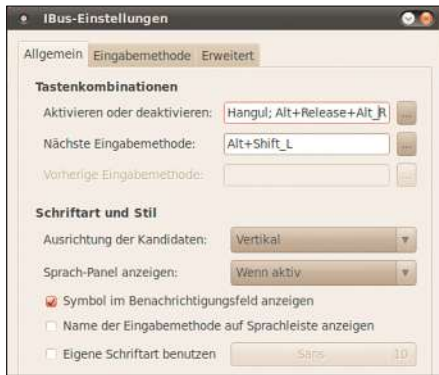 IBus-Einstellungen
Allgemein Eingabemethode Erweitert
Tastenkombinationen
Aktivieren oder deaktivieren: Hangul; Alt+Release+Alt_R ...
Nächste Eingabemethode: Alt+Shift_L ...
Vorherige Eingabemethode: ...
Schriftart und Stil
Ausrichtung der Kandidaten: Vertikal
Sprach-Panel anzeigen: Wenn aktiv
Symbol im Benachrichtigungsfeld anzeigen
Name der Eingabemethode auf Sprachleiste anzeigen
Eigene Schriftart benutzen Sans 10